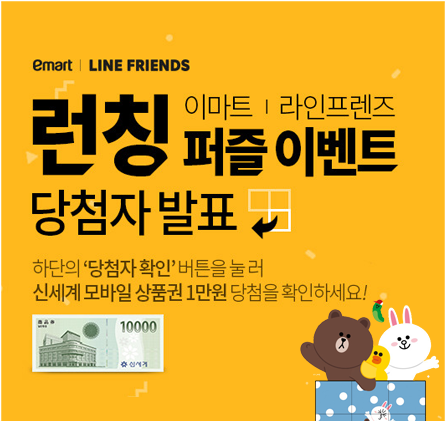 emart | LINE FRIENDS
이마트 | 라인프렌즈
런칭 퍼즐 이벤트
당첨자 발표
하단의 '당첨자 확인' 버튼을 눌러
신세계 모바일 상품권 1만원 당첨을 확인하세요!
商品券
10000
신세계